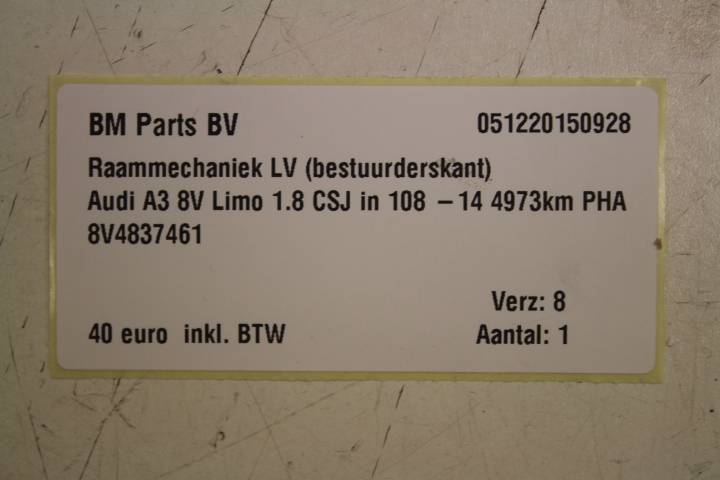 BM Parts BV 051220150928
Raammechaniek LV (bestuurderskant)
Audi A3 8V Limo 1.8 CSJ in 108 – 14 4973km PHA
8V4837461
Verz: 8
40 euro inkl. BTW Aantal: 1